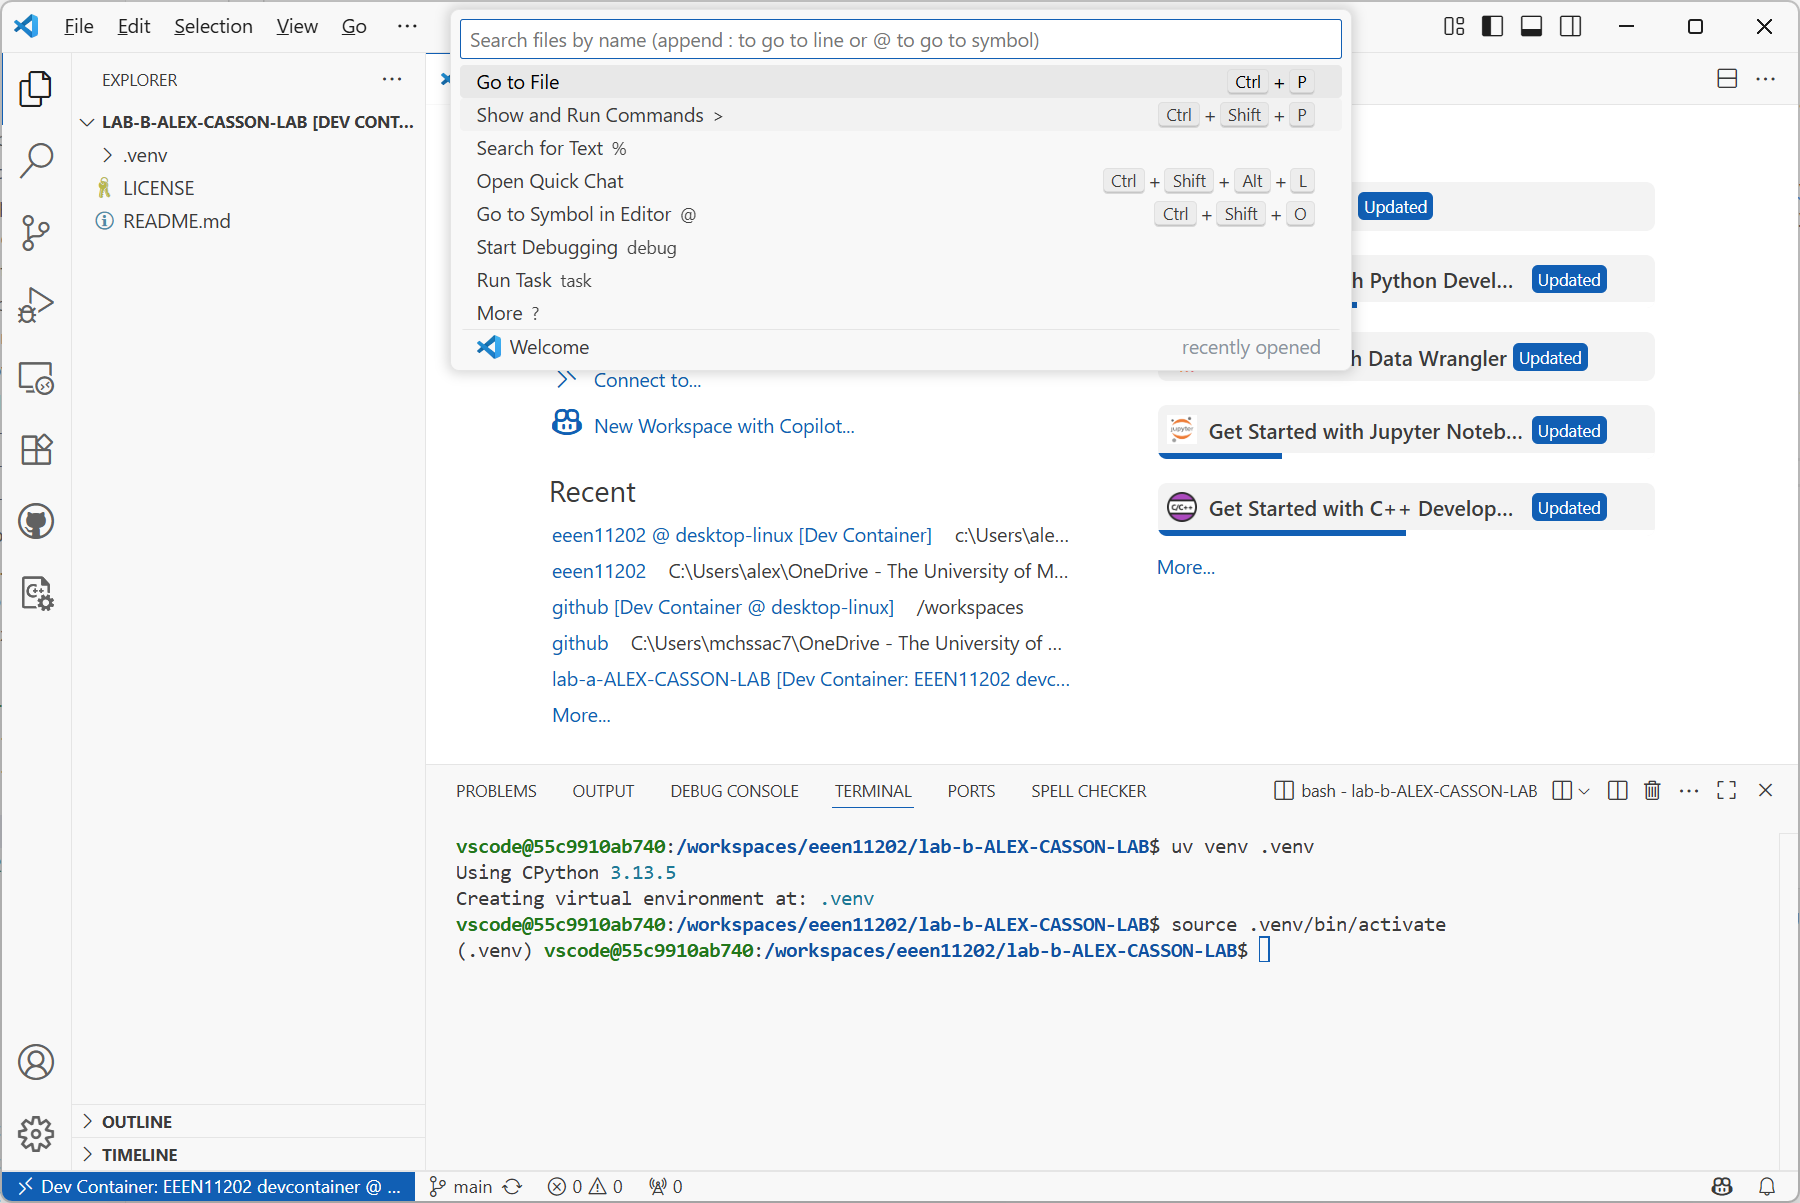 File Edit Selection View Go ...
Search files by name (append : to go to line or @ to go to symbol)
Go to File Ctrl + P
Show and Run Commands > Ctrl + Shift + P
Search for Text %
Open Quick Chat Ctrl + Shift + Alt + L
Go to Symbol in Editor @ Ctrl + Shift + O
Start Debugging debug
Run Task task
More ?
Welcome recently opened
EXPLORER
LAB-B-ALEX-CASSON-LAB [DEV CONT...
.venv
LICENSE
README.md
OUTLINE
TIMELINE
Connect to...
New Workspace with Copilot...
Recent
eeen11202 @ desktop-linux [Dev Container] c:\Users\ale...
eeen11202 C:\Users\alex\OneDrive - The University of M...
github [Dev Container @ desktop-linux] /workspaces
github C:\Users\mchssac7\OneDrive - The University of ...
lab-a-ALEX-CASSON-LAB [Dev Container: EEEN11202 devc...
More...
Updated
h Python Devel... Updated
h Data Wrangler Updated
jupyter Get Started with Jupyter Noteb... Updated
C/C++ Get Started with C++ Develop... Updated
More...
PROBLEMS OUTPUT DEBUG CONSOLE TERMINAL PORTS SPELL CHECKER bash - lab-b-ALEX-CASSON-LAB
vscode@55c9910ab740:/workspaces/eeen11202/lab-b-ALEX-CASSON-LAB$ uv venv .venv
Using CPython 3.13.5
Creating virtual environment at: .venv
vscode@55c9910ab740:/workspaces/eeen11202/lab-b-ALEX-CASSON-LAB$ source .venv/bin/activate
(.venv) vscode@55c9910ab740:/workspaces/eeen11202/lab-b-ALEX-CASSON-LAB$
Dev Container: EEEN11202 devcontainer @ ... main 0 0 0